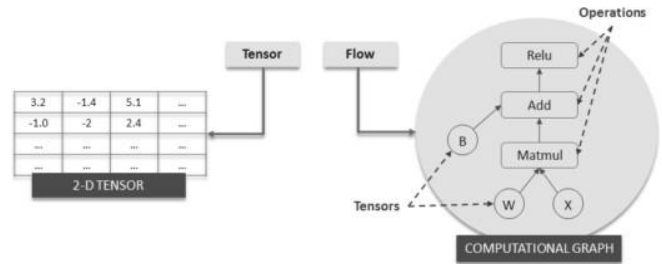 Operations
Tensor
Flow
Relu
3.2 -1.4 5.1 ...
Add
-1.0 -2 2.4 ...
... ... ... ...
B
Matmul
... ... ... ...
2-D TENSOR
Tensors
W
X
COMPUTATIONAL GRAPH